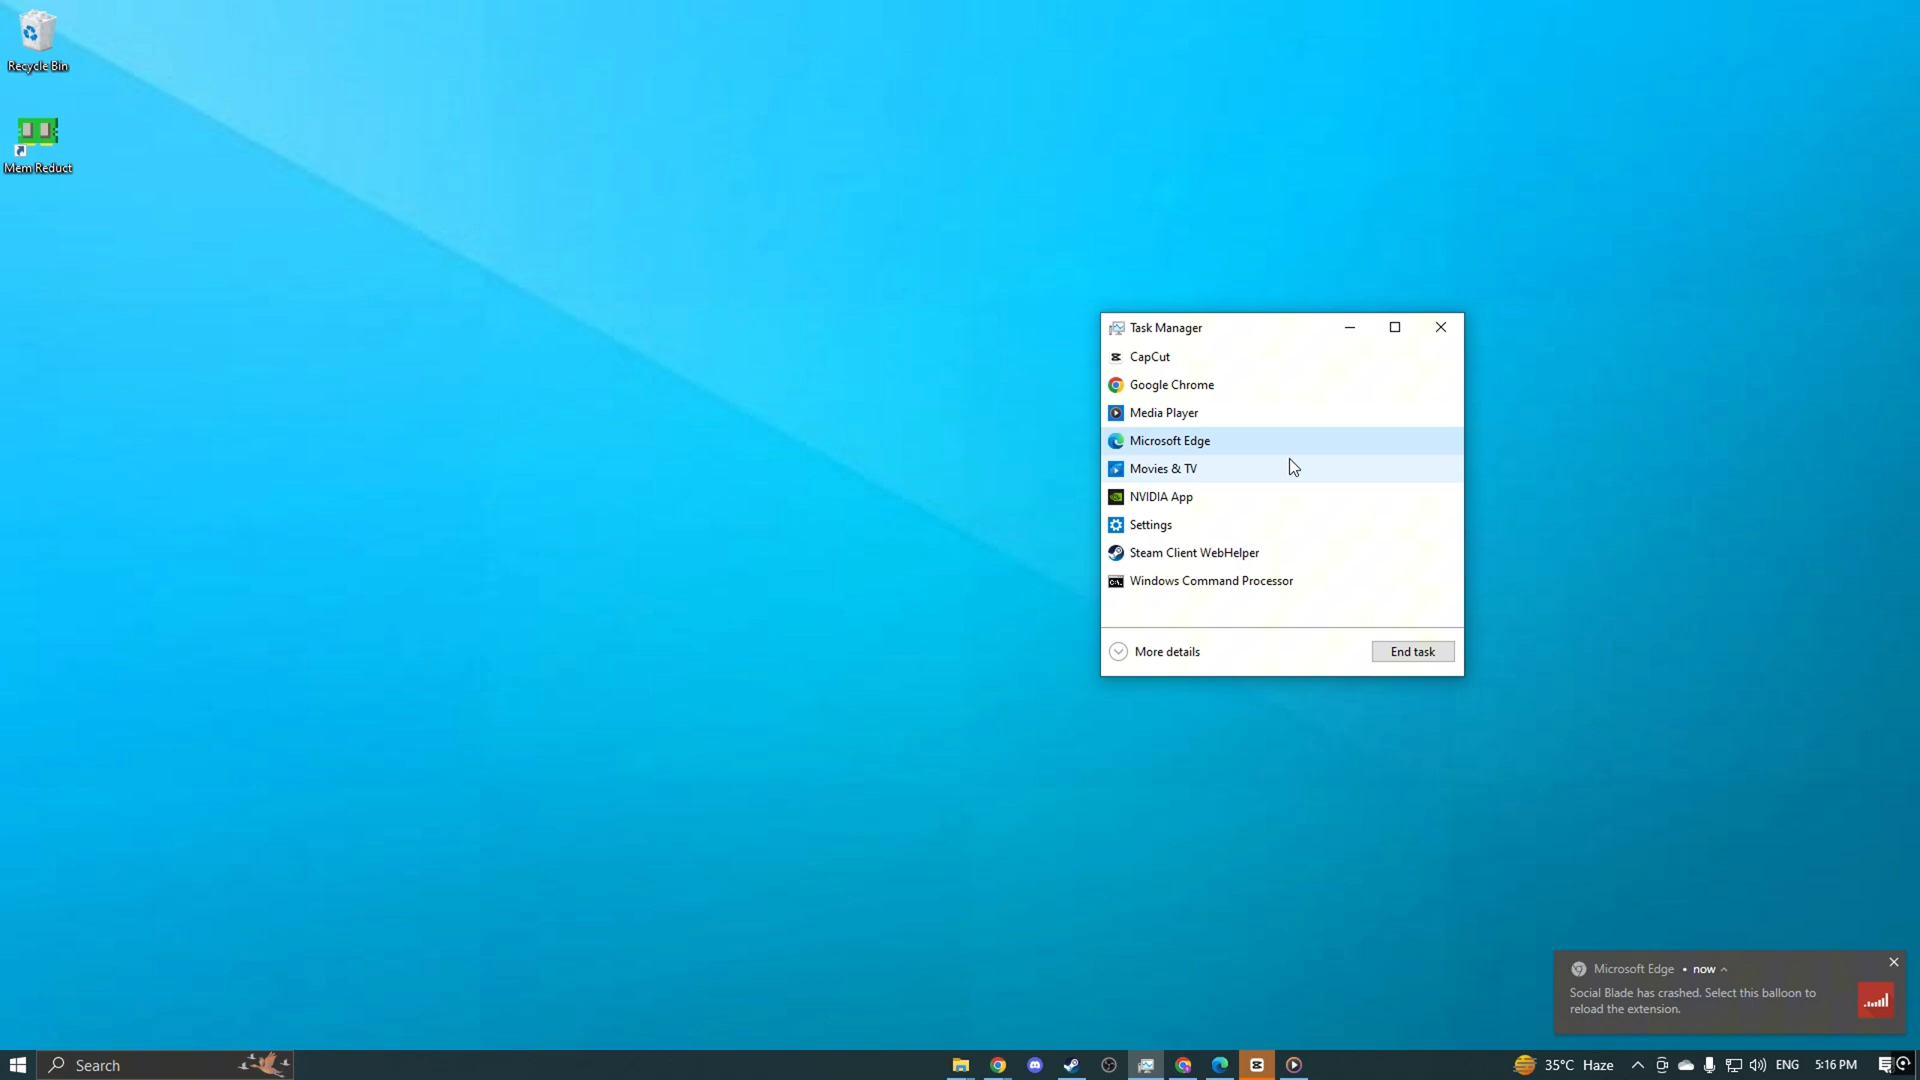 Recycle Bin
Mem Reduct
Task Manager
CapCut
Google Chrome
Media Player
Microsoft Edge
Movies & TV
NVIDIA App
Settings
Steam Client WebHelper
Windows Command Processor
More details
End task
Microsoft Edge • now
Social Blade has crashed. Select this balloon to
reload the extension.
Search
35°C Haze
ENG
5:16 PM